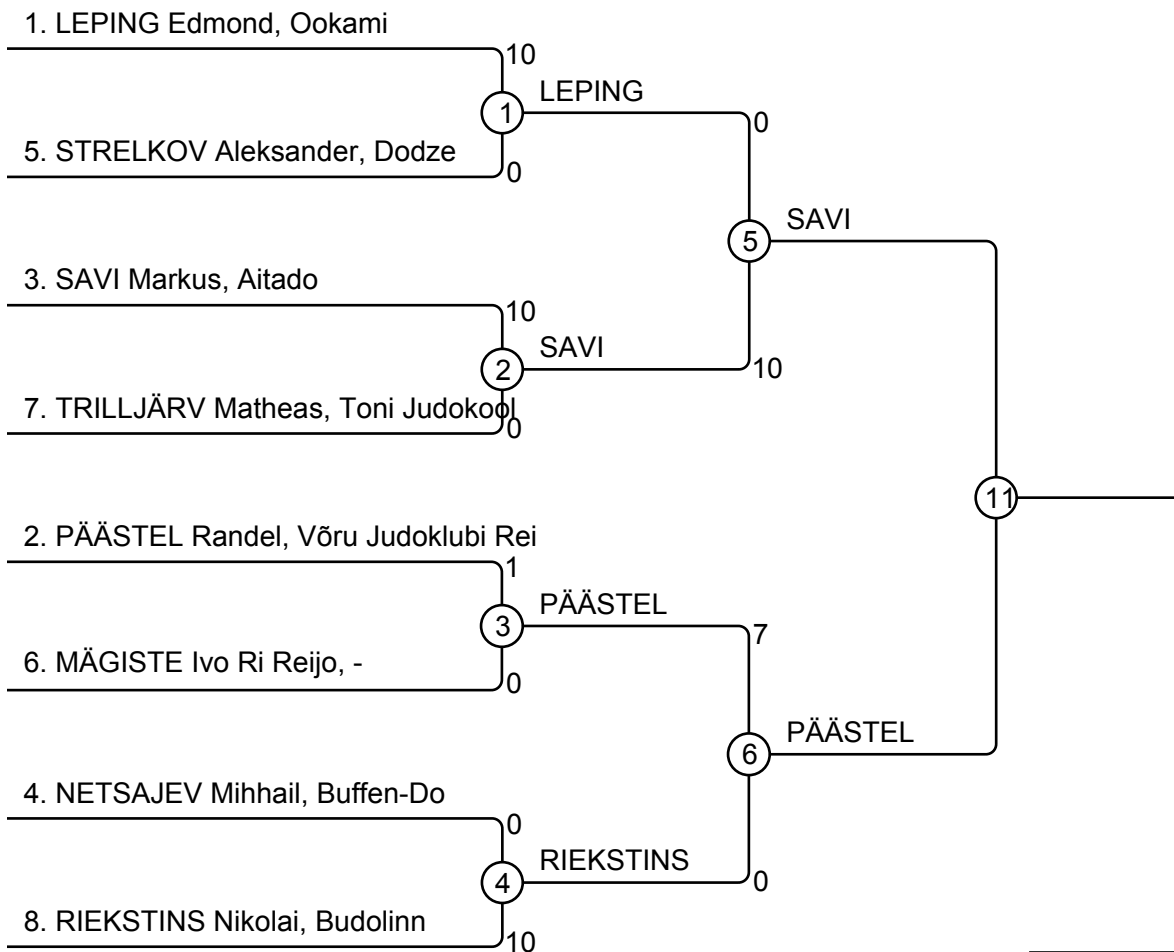 1. LEPING Edmond, Ookami
10
LEPING
1
0
5. STRELKOV Aleksander, Dodze
0
SAVI
5
3. SAVI Markus, Aitado
10
SAVI
2
10
7. TRILLJÄRV Matheas, Toni Judokool
0
11
2. PÄÄSTEL Randel, Võru Judoklubi Rei
1
PÄÄSTEL
3
7
6. MÄGISTE Ivo Ri Reijo, -
0
PÄÄSTEL
6
4. NETSAJEV Mihhail, Buffen-Do
0
RIEKSTINS
4
0
8. RIEKSTINS Nikolai, Budolinn
10